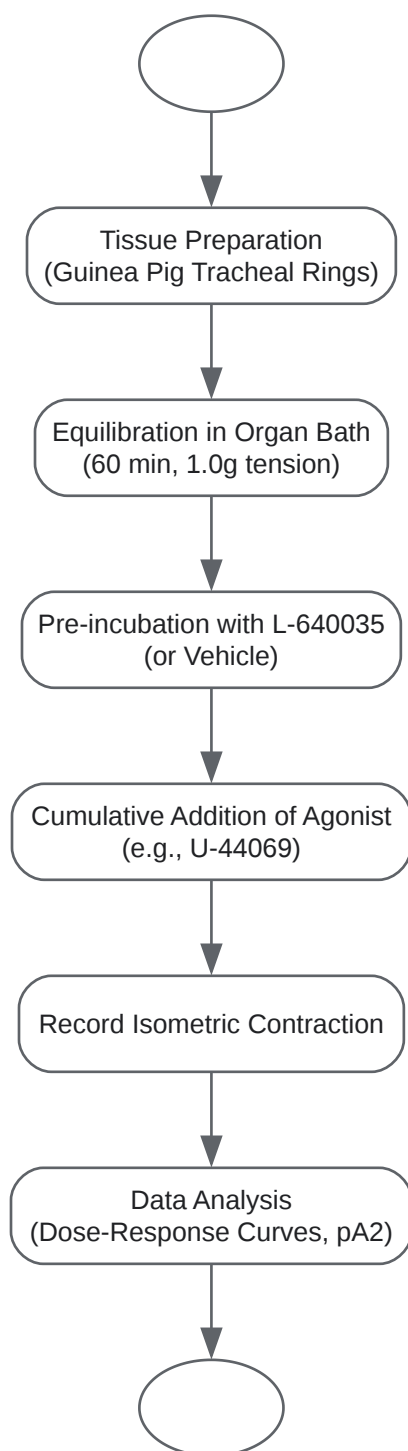 Tissue Preparation
(Guinea Pig Tracheal Rings)
Equilibration in Organ Bath
(60 min, 1.0g tension)
Pre-incubation with L-640035
(or Vehicle)
Cumulative Addition of Agonist
(e.g., U-44069)
Record Isometric Contraction
Data Analysis
(Dose-Response Curves, pA2)